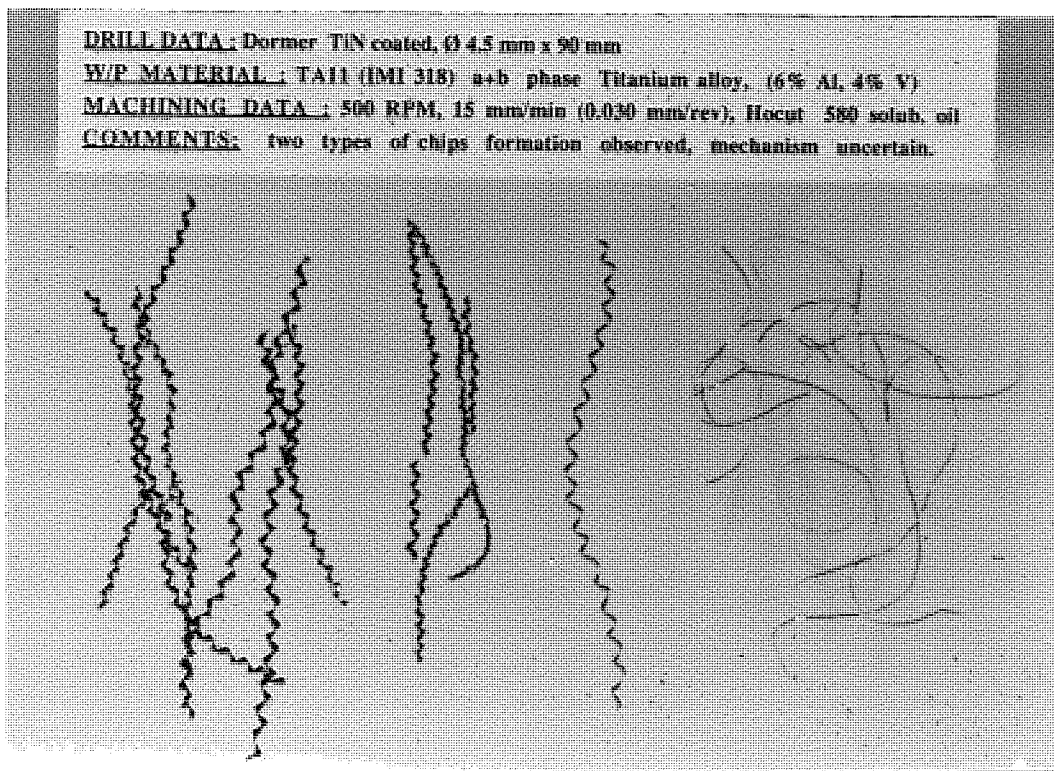 DRILL DATA : Dormer TiN coated, Ø 4.5 mm x 90 mm
W/P MATERIAL : TA11 (IMI 318) a+b phase Titanium alloy, (6% Al, 4% V)
MACHINING DATA : 500 RPM, 15 mm/min (0.030 mm/rev), Hocut 580 solub. oil
COMMENTS: two types of chips formation observed, mechanism uncertain.